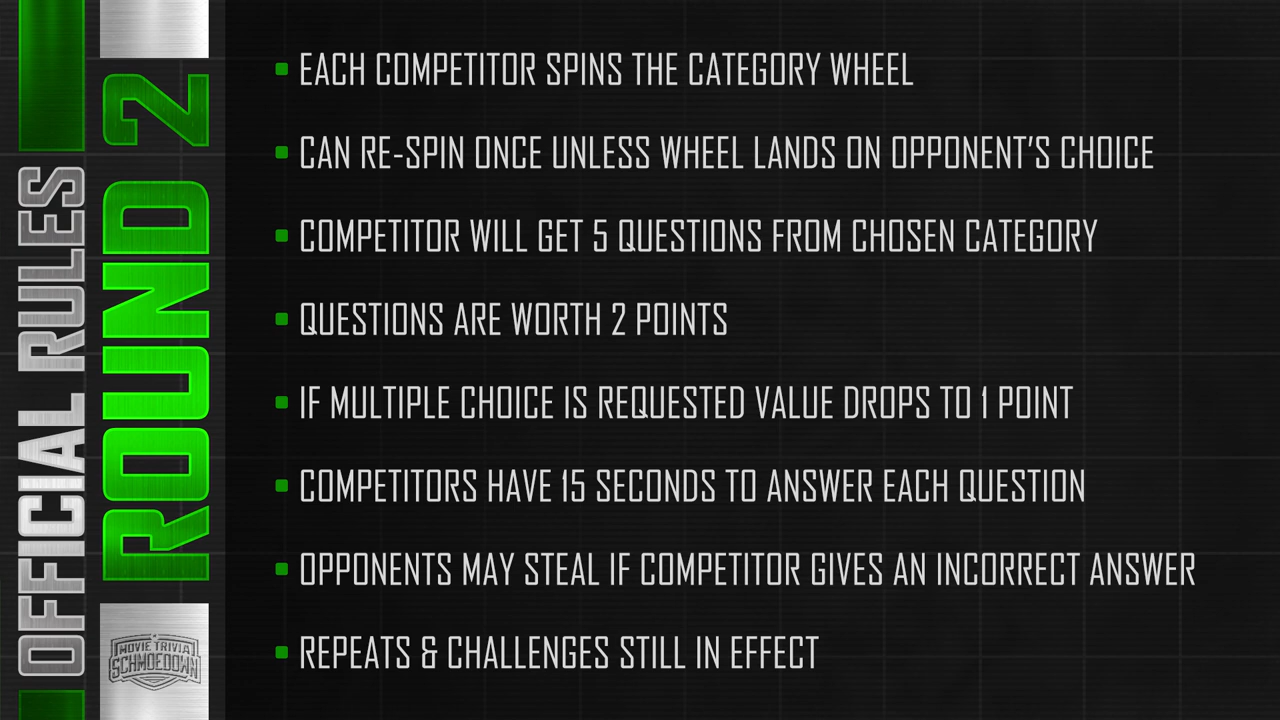 OFFICIAL RULES
ROUND 2
EACH COMPETITOR SPINS THE CATEGORY WHEEL
CAN RE-SPIN ONCE UNLESS WHEEL LANDS ON OPPONENT'S CHOICE
COMPETITOR WILL GET 5 QUESTIONS FROM CHOSEN CATEGORY
QUESTIONS ARE WORTH 2 POINTS
IF MULTIPLE CHOICE IS REQUESTED VALUE DROPS TO 1 POINT
COMPETITORS HAVE 15 SECONDS TO ANSWER EACH QUESTION
OPPONENTS MAY STEAL IF COMPETITOR GIVES AN INCORRECT ANSWER
REPEATS & CHALLENGES STILL IN EFFECT
MOVIE TRIVIA
SCHMOEDOWN